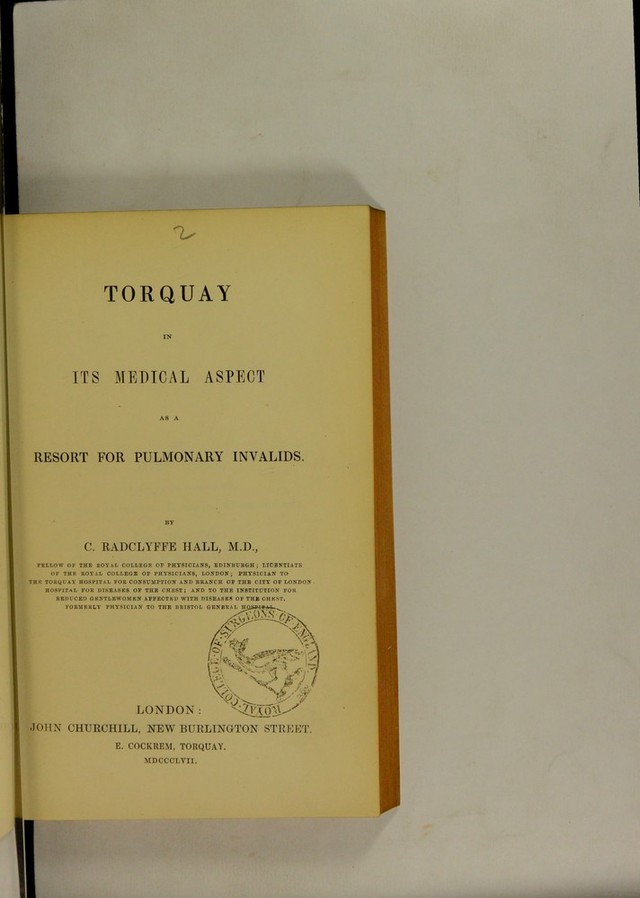 2
TORQUAY
IN
ITS MEDICAL ASPECT
AS A
RESORT FOR PULMONARY INVALIDS.
BY
C. RADCLYFFE HALL, M.D.,
FELLOW OF THE ROYAL COLLEGE OF PHYSICIANS, EDINBURGH; LICENTIATE
OF THE ROYAL COLLEGE OF PHYSICIANS, LONDON; PHYSICIAN TO
THE TORQUAY HOSPITAL FOR CONSUMPTION AND BRANCH OF THE CITY OF LONDON
HOSPITAL FOR DISEASES OF THE CHEST; AND TO THE INSTITUTION FOR
REDUCED GENTLEWOMEN AFFECTED WITH DISEASES OF THE CHEST.
FORMERLY PHYSICIAN TO THE BRISTOL GENERAL HOSPITAL.
ROYAL·COLLEGE·OF·SURGEONS OF ENGLAND
LONDON:
JOHN CHURCHILL, NEW BURLINGTON STREET.
E. COCKREM, TORQUAY.
MDCCCLVII.